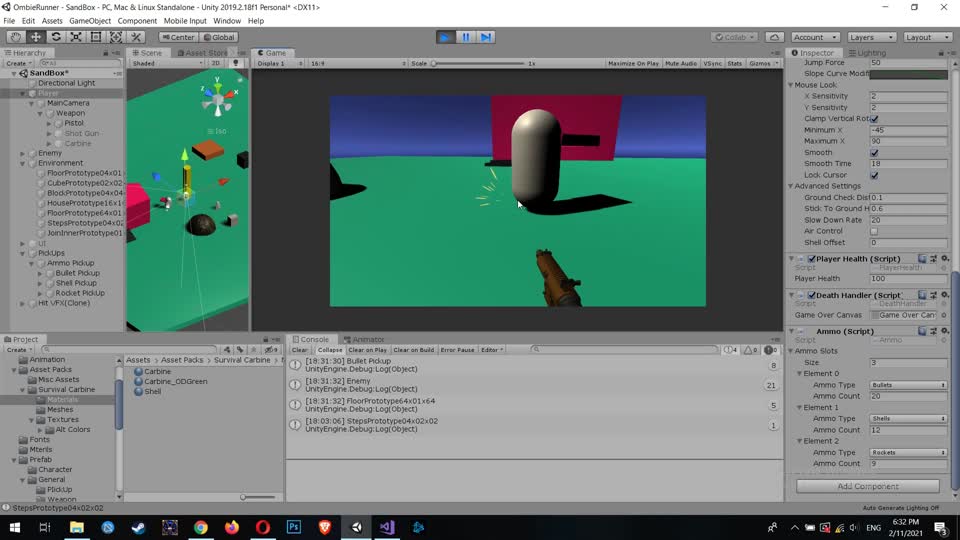 OmbieRunner - SandBox - PC, Mac & Linux Standalone - Unity 2019.2.18f1 Personal* <DX11>
File Edit Assets GameObject Component Mobile Input Window Help
Center Global Collab Account Layers Layout
Hierarchy
Create All
SandBox*
Directional Light
Player
MainCamera
Weapon
Pistol
Shot Gun
Carbine
Enemy
Environment
FloorPrototype04x01
CubePrototype02x02
BlockPrototype04x04
HousePrototype16x1
FloorPrototype64x01
StepsPrototype04x02
JoinInnerPrototype01
UI
PickUps
Ammo Pickup
Bullet Pickup
Shell Pickup
Rocket PickUp
Hit VFX(Clone)
Scene Asset Store
Shaded 2D
y
z
x
Iso
Game
Display 1 16:9 Scale 1x Maximize On Play Mute Audio VSync Stats Gizmos
Inspector Lighting
Jump Force 50
Slope Curve Modif
Mouse Look
X Sensitivity 2
Y Sensitivity 2
Clamp Vertical Rot
Minimum X -45
Maximum X 90
Smooth
Smooth Time 18
Lock Cursor
Advanced Settings
Ground Check Dist 0.1
Stick To Ground H 0.6
Slow Down Rate 20
Air Control
Shell Offset 0
Player Health (Script)
Script PlayerHealth
Player Health 100
Death Handler (Script)
Script DeathHandler
Game Over Canvas Game Over Can
Ammo (Script)
Script Ammo
Ammo Slots
Size 3
Element 0
Ammo Type Bullets
Ammo Count 20
Element 1
Ammo Type Shells
Ammo Count 12
Element 2
Ammo Type Rockets
Ammo Count 9
Add Component
Auto Generate Lighting Off
Project
Create 9
Animation
Asset Packs
Misc Assets
Survival Carbine
Materials
Meshes
Textures
Alt Colors
Fonts
Mterils
Prefab
Character
General
PIickUp
Weapon
Assets Asset Packs Survival Carbine
Carbine
Carbine_ODGreen
Shell
Console Animator
Clear Collapse Clear on Play Clear on Build Error Pause Editor 4 0 0
[18:31:30] Bullet Pickup
UnityEngine.Debug:Log(Object) 8
[18:31:32] Enemy
UnityEngine.Debug:Log(Object) 21
[18:31:32] FloorPrototype64x01x64
UnityEngine.Debug:Log(Object) 5
[18:03:06] StepsPrototype04x02x02
UnityEngine.Debug:Log(Object) 1
StepsPrototype04x02x02
Ps
ENG
6:32 PM
2/11/2021
3